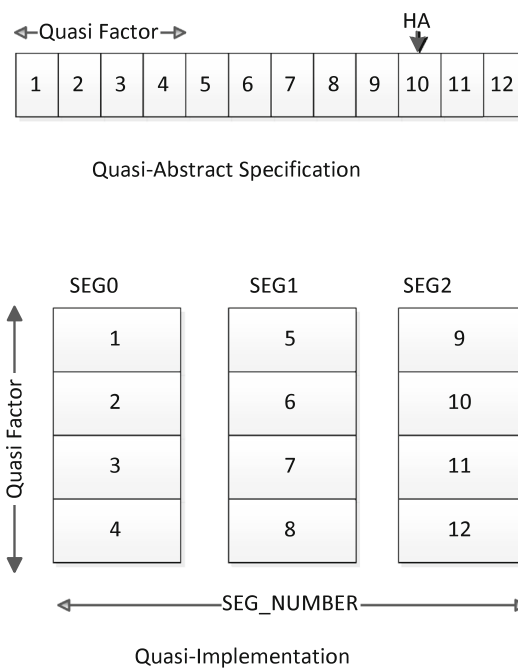 HA
Quasi Factor
1 2 3 4 5 6 7 8 9 10 11 12
Quasi-Abstract Specification
SEG0 SEG1 SEG2
Quasi Factor
1 5 9
2 6 10
3 7 11
4 8 12
SEG_NUMBER
Quasi-Implementation